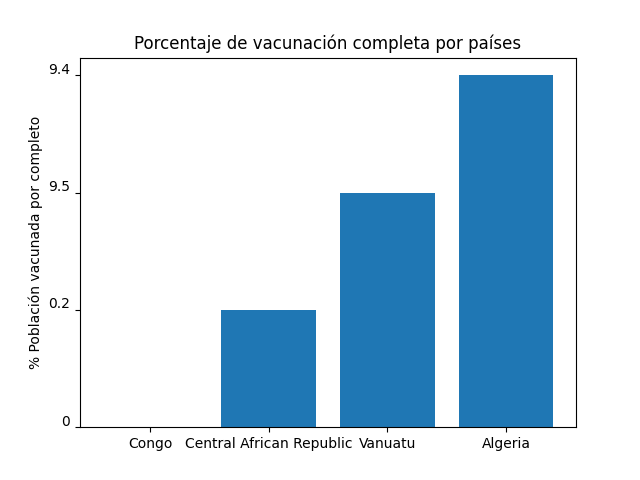 Porcentaje de vacunación completa por países
% Población vacunada por completo
9.4
9.5
0.2
0
Congo Central African Republic Vanuatu Algeria